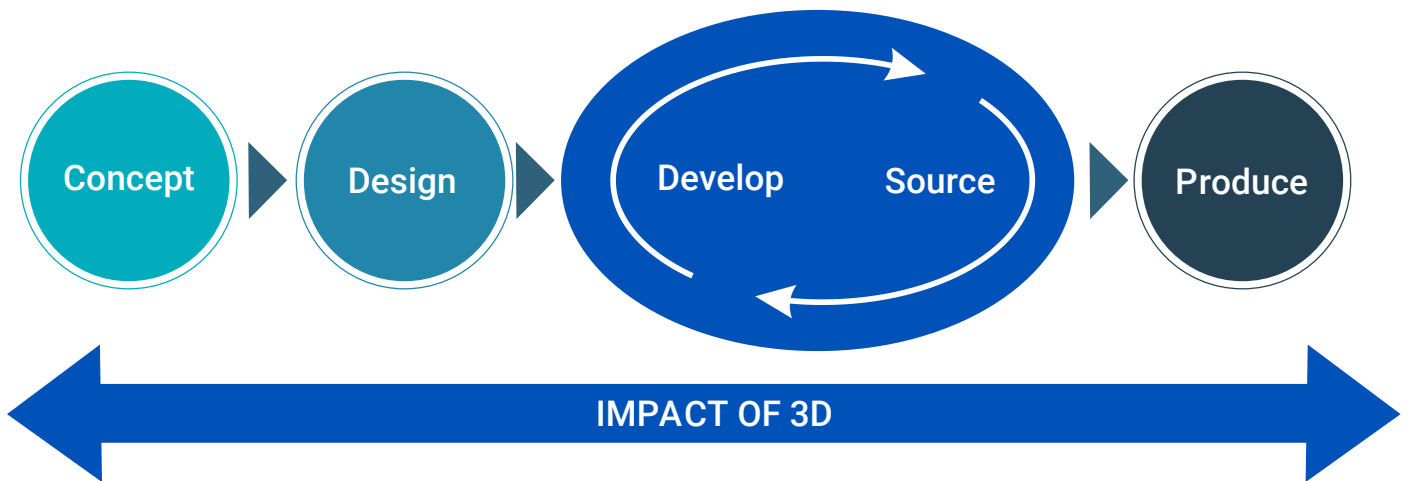 Concept
Design
Develop
Source
Produce
IMPACT OF 3D